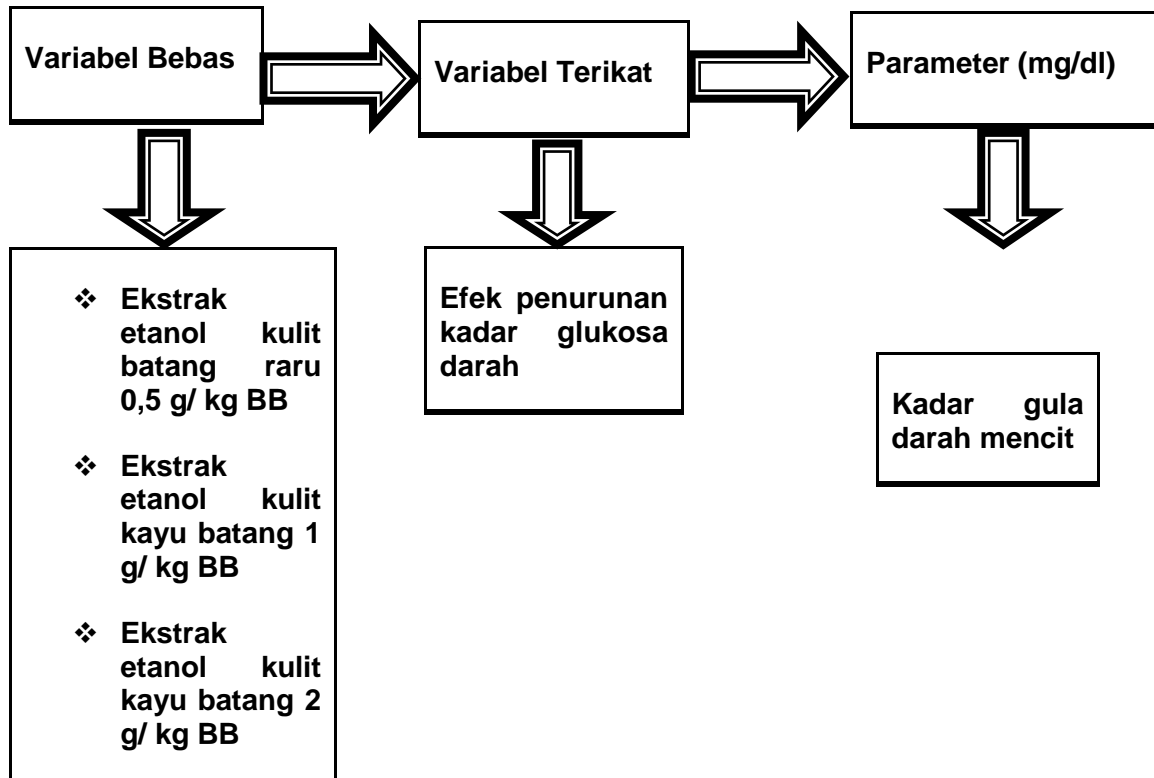 Variabel Bebas
Variabel Terikat
Parameter (mg/dl)
❖ Ekstrak
etanol kulit
batang raru
0,5 g/ kg BB
❖ Ekstrak
etanol kulit
kayu batang 1
g/ kg BB
❖ Ekstrak
etanol kulit
kayu batang 2
g/ kg BB
Efek penurunan
kadar glukosa
darah
Kadar gula
darah mencit